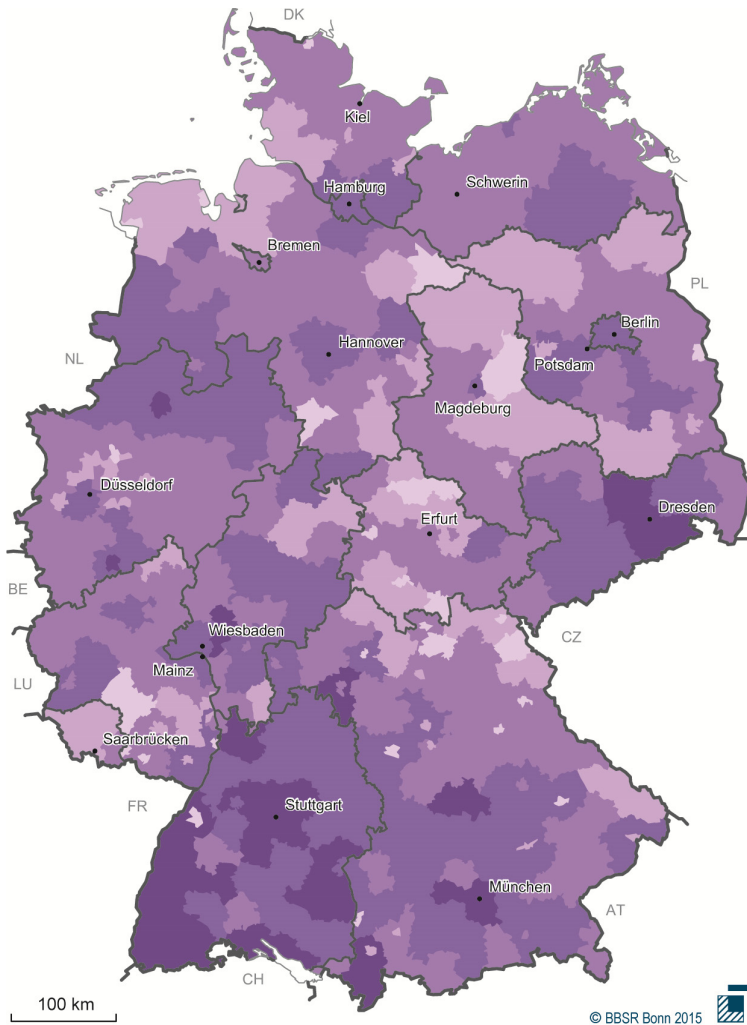 DK
Kiel
Hamburg
Schwerin
Bremen
PL
Berlin
Hannover
NL
Potsdam
Magdeburg
Düsseldorf
Dresden
Erfurt
BE
Wiesbaden
CZ
Mainz
LU
Saarbrücken
FR
Stuttgart
München
AT
CH
100 km
© BBSR Bonn 2015